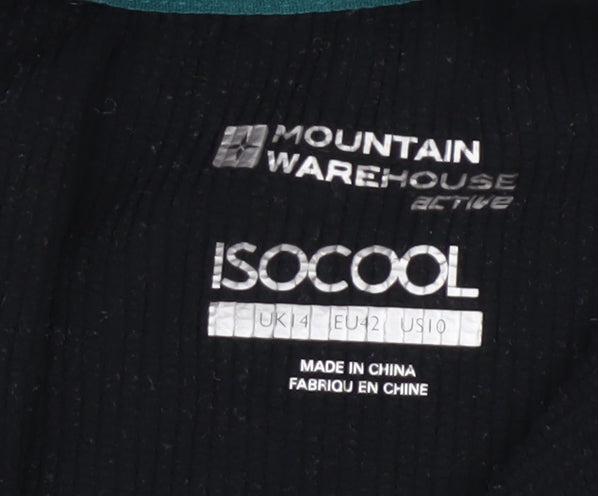 MOUNTAIN
WAREHOUSE
active
ISOCOOL
UK14 EU42 US10
MADE IN CHINA
FABRIQU EN CHINE